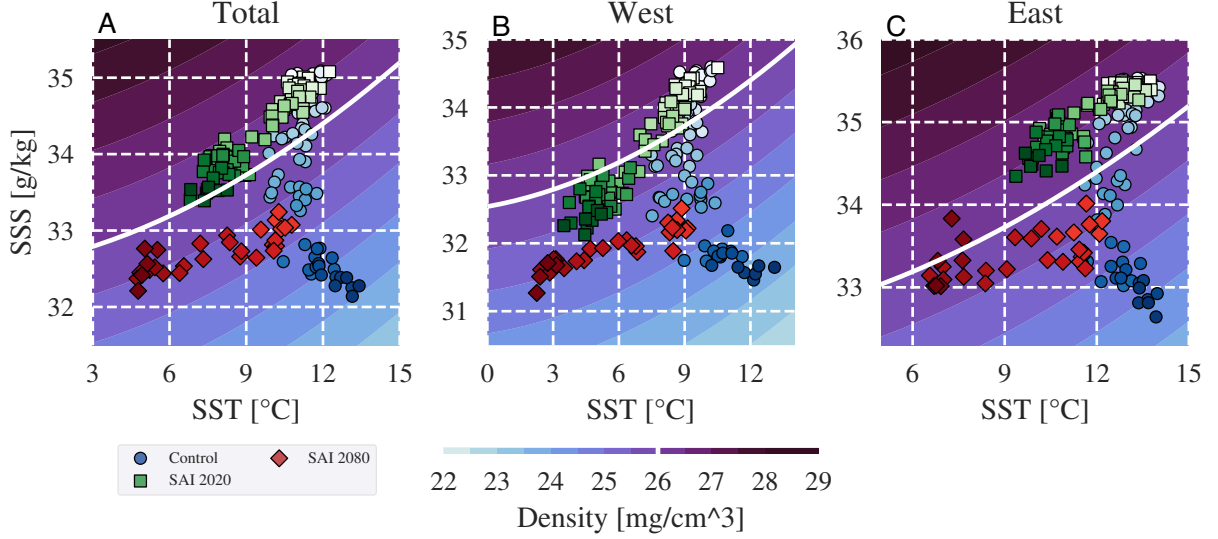 A Total
B West
C East
SSS [g/kg]
35
34
33
32
35
34
33
32
31
36
35
34
33
3 6 9 12 15
0 3 6 9 12
6 9 12 15
SST [°C]
SST [°C]
SST [°C]
Control
SAI 2020
SAI 2080
22 23 24 25 26 27 28 29
Density [mg/cm^3]